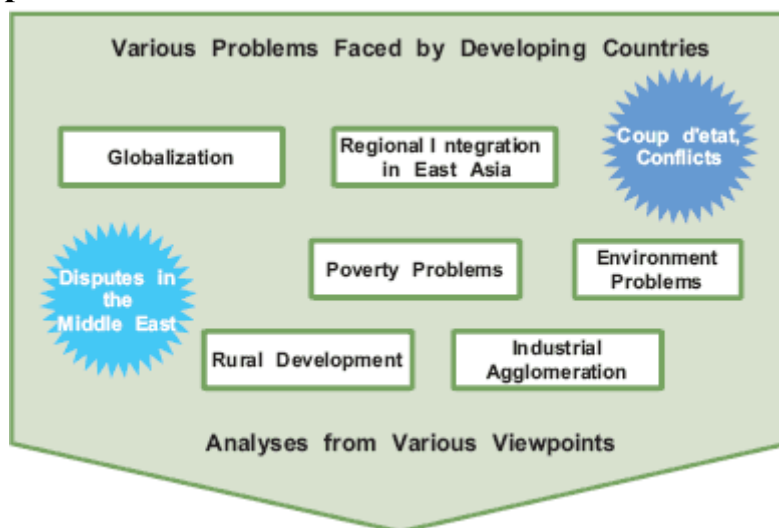 Various Problems Faced by Developing Countries
Globalization
Regional I ntegration
in East Asia
Coup d'etat,
Conflicts
Disputes in
the
Middle East
Poverty Problems
Environment
Problems
Rural Development
Industrial
Agglomeration
Analyses from Various Viewpoints